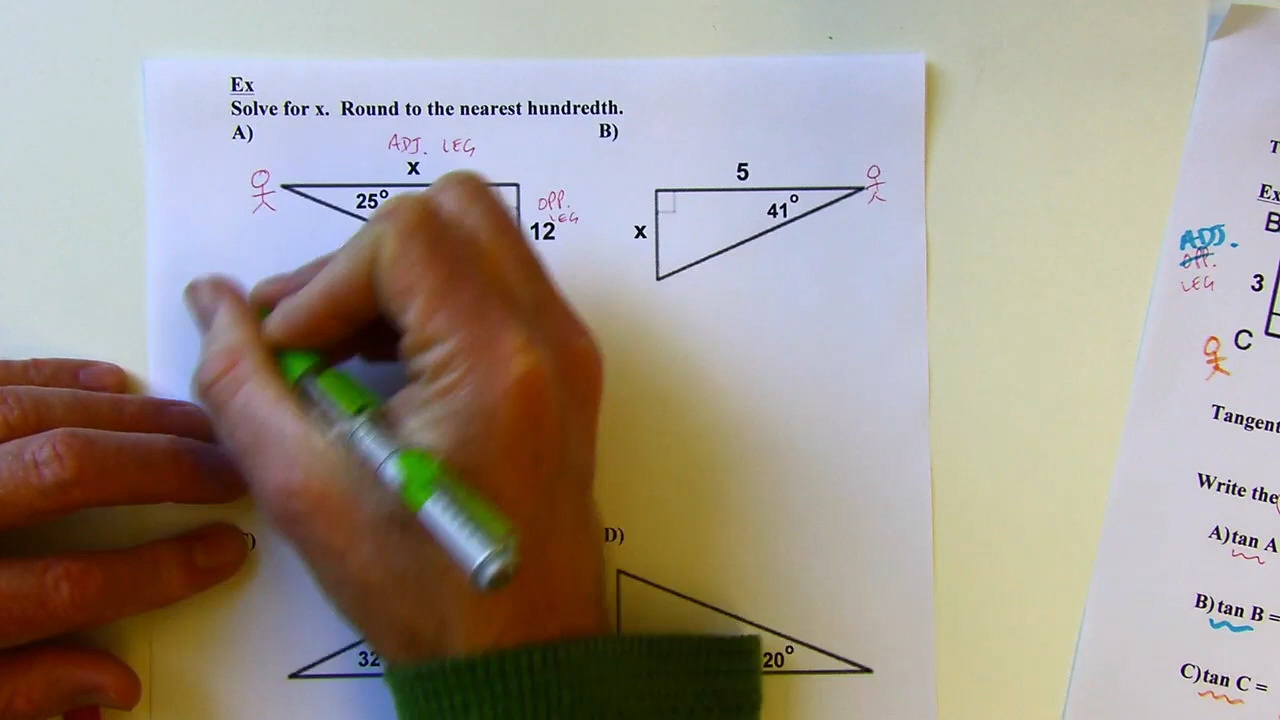 Ex
Solve for x. Round to the nearest hundredth.
A)
B)
ADJ. LEG
x
25°
OPP.
LEG
12
5
41°
x
D)
32
20°
T
Ex
B
ADJ.
OPP.
LEG
3
C
Tangent
Write the
A) tan A
B) tan B =
C) tan C =